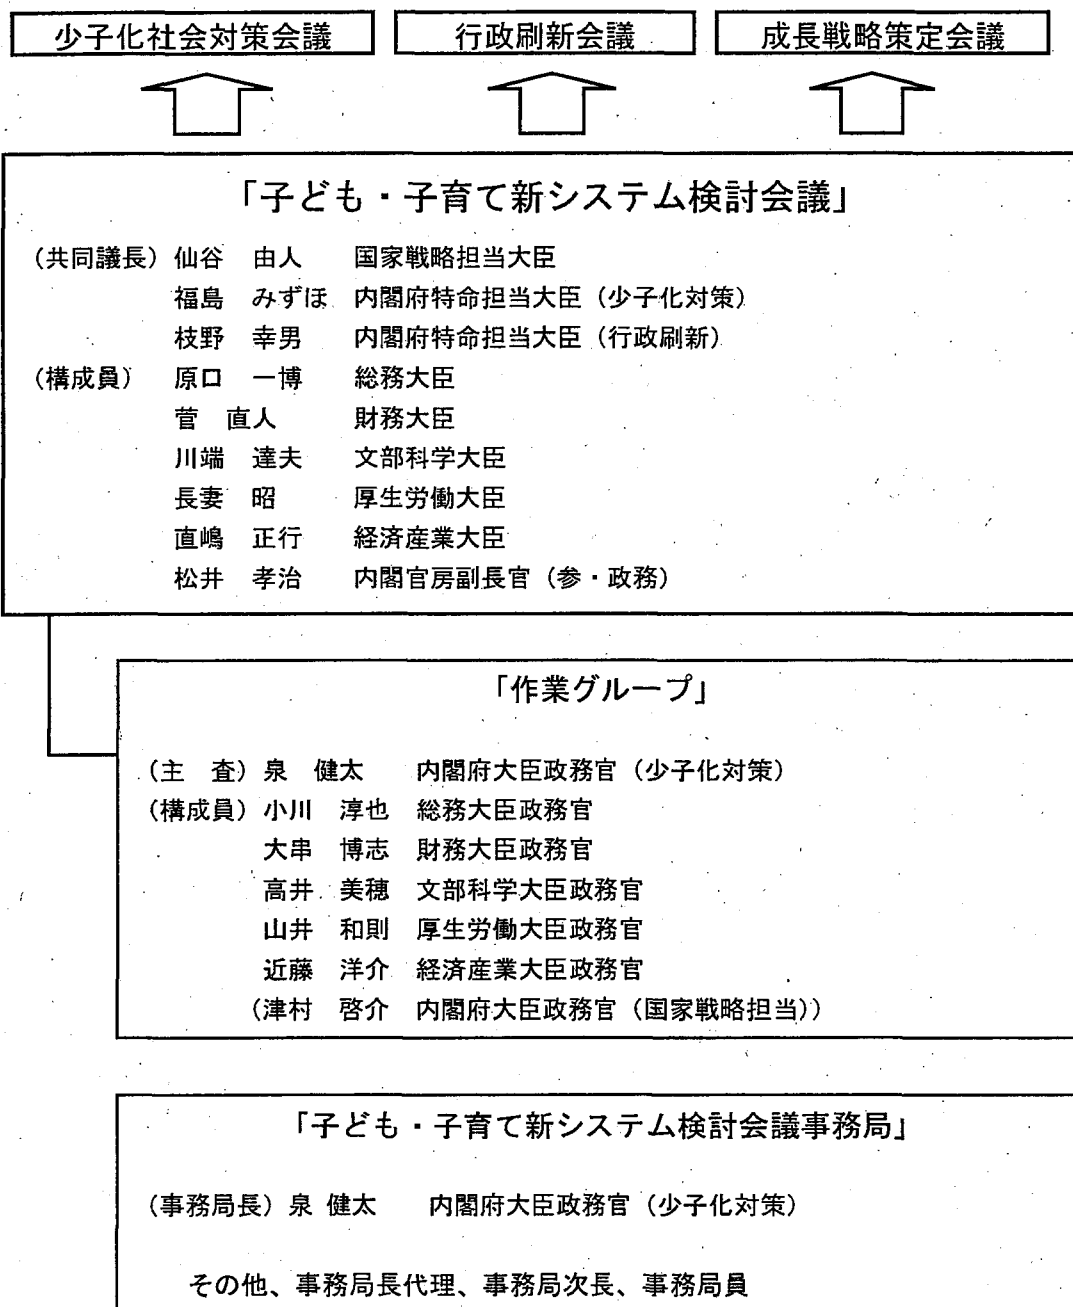 少子化社会対策会議 行政刷新会議 成長戦略策定会議
「子ども・子育て新システム検討会議」
（共同議長）仙谷 由人 国家戦略担当大臣
福島 みずほ 内閣府特命担当大臣（少子化対策）
枝野 幸男 内閣府特命担当大臣（行政刷新）
（構成員） 原口 一博 総務大臣
菅 直人 財務大臣
川端 達夫 文部科学大臣
長妻 昭 厚生労働大臣
直嶋 正行 経済産業大臣
松井 孝治 内閣官房副長官（参・政務）
「作業グループ」
（主 査）泉 健太 内閣府大臣政務官（少子化対策）
（構成員）小川 淳也 総務大臣政務官
大串 博志 財務大臣政務官
高井 美穂 文部科学大臣政務官
山井 和則 厚生労働大臣政務官
近藤 洋介 経済産業大臣政務官
（津村 啓介 内閣府大臣政務官（国家戦略担当））
「子ども・子育て新システム検討会議事務局」
（事務局長）泉 健太 内閣府大臣政務官（少子化対策）
その他、事務局長代理、事務局次長、事務局員